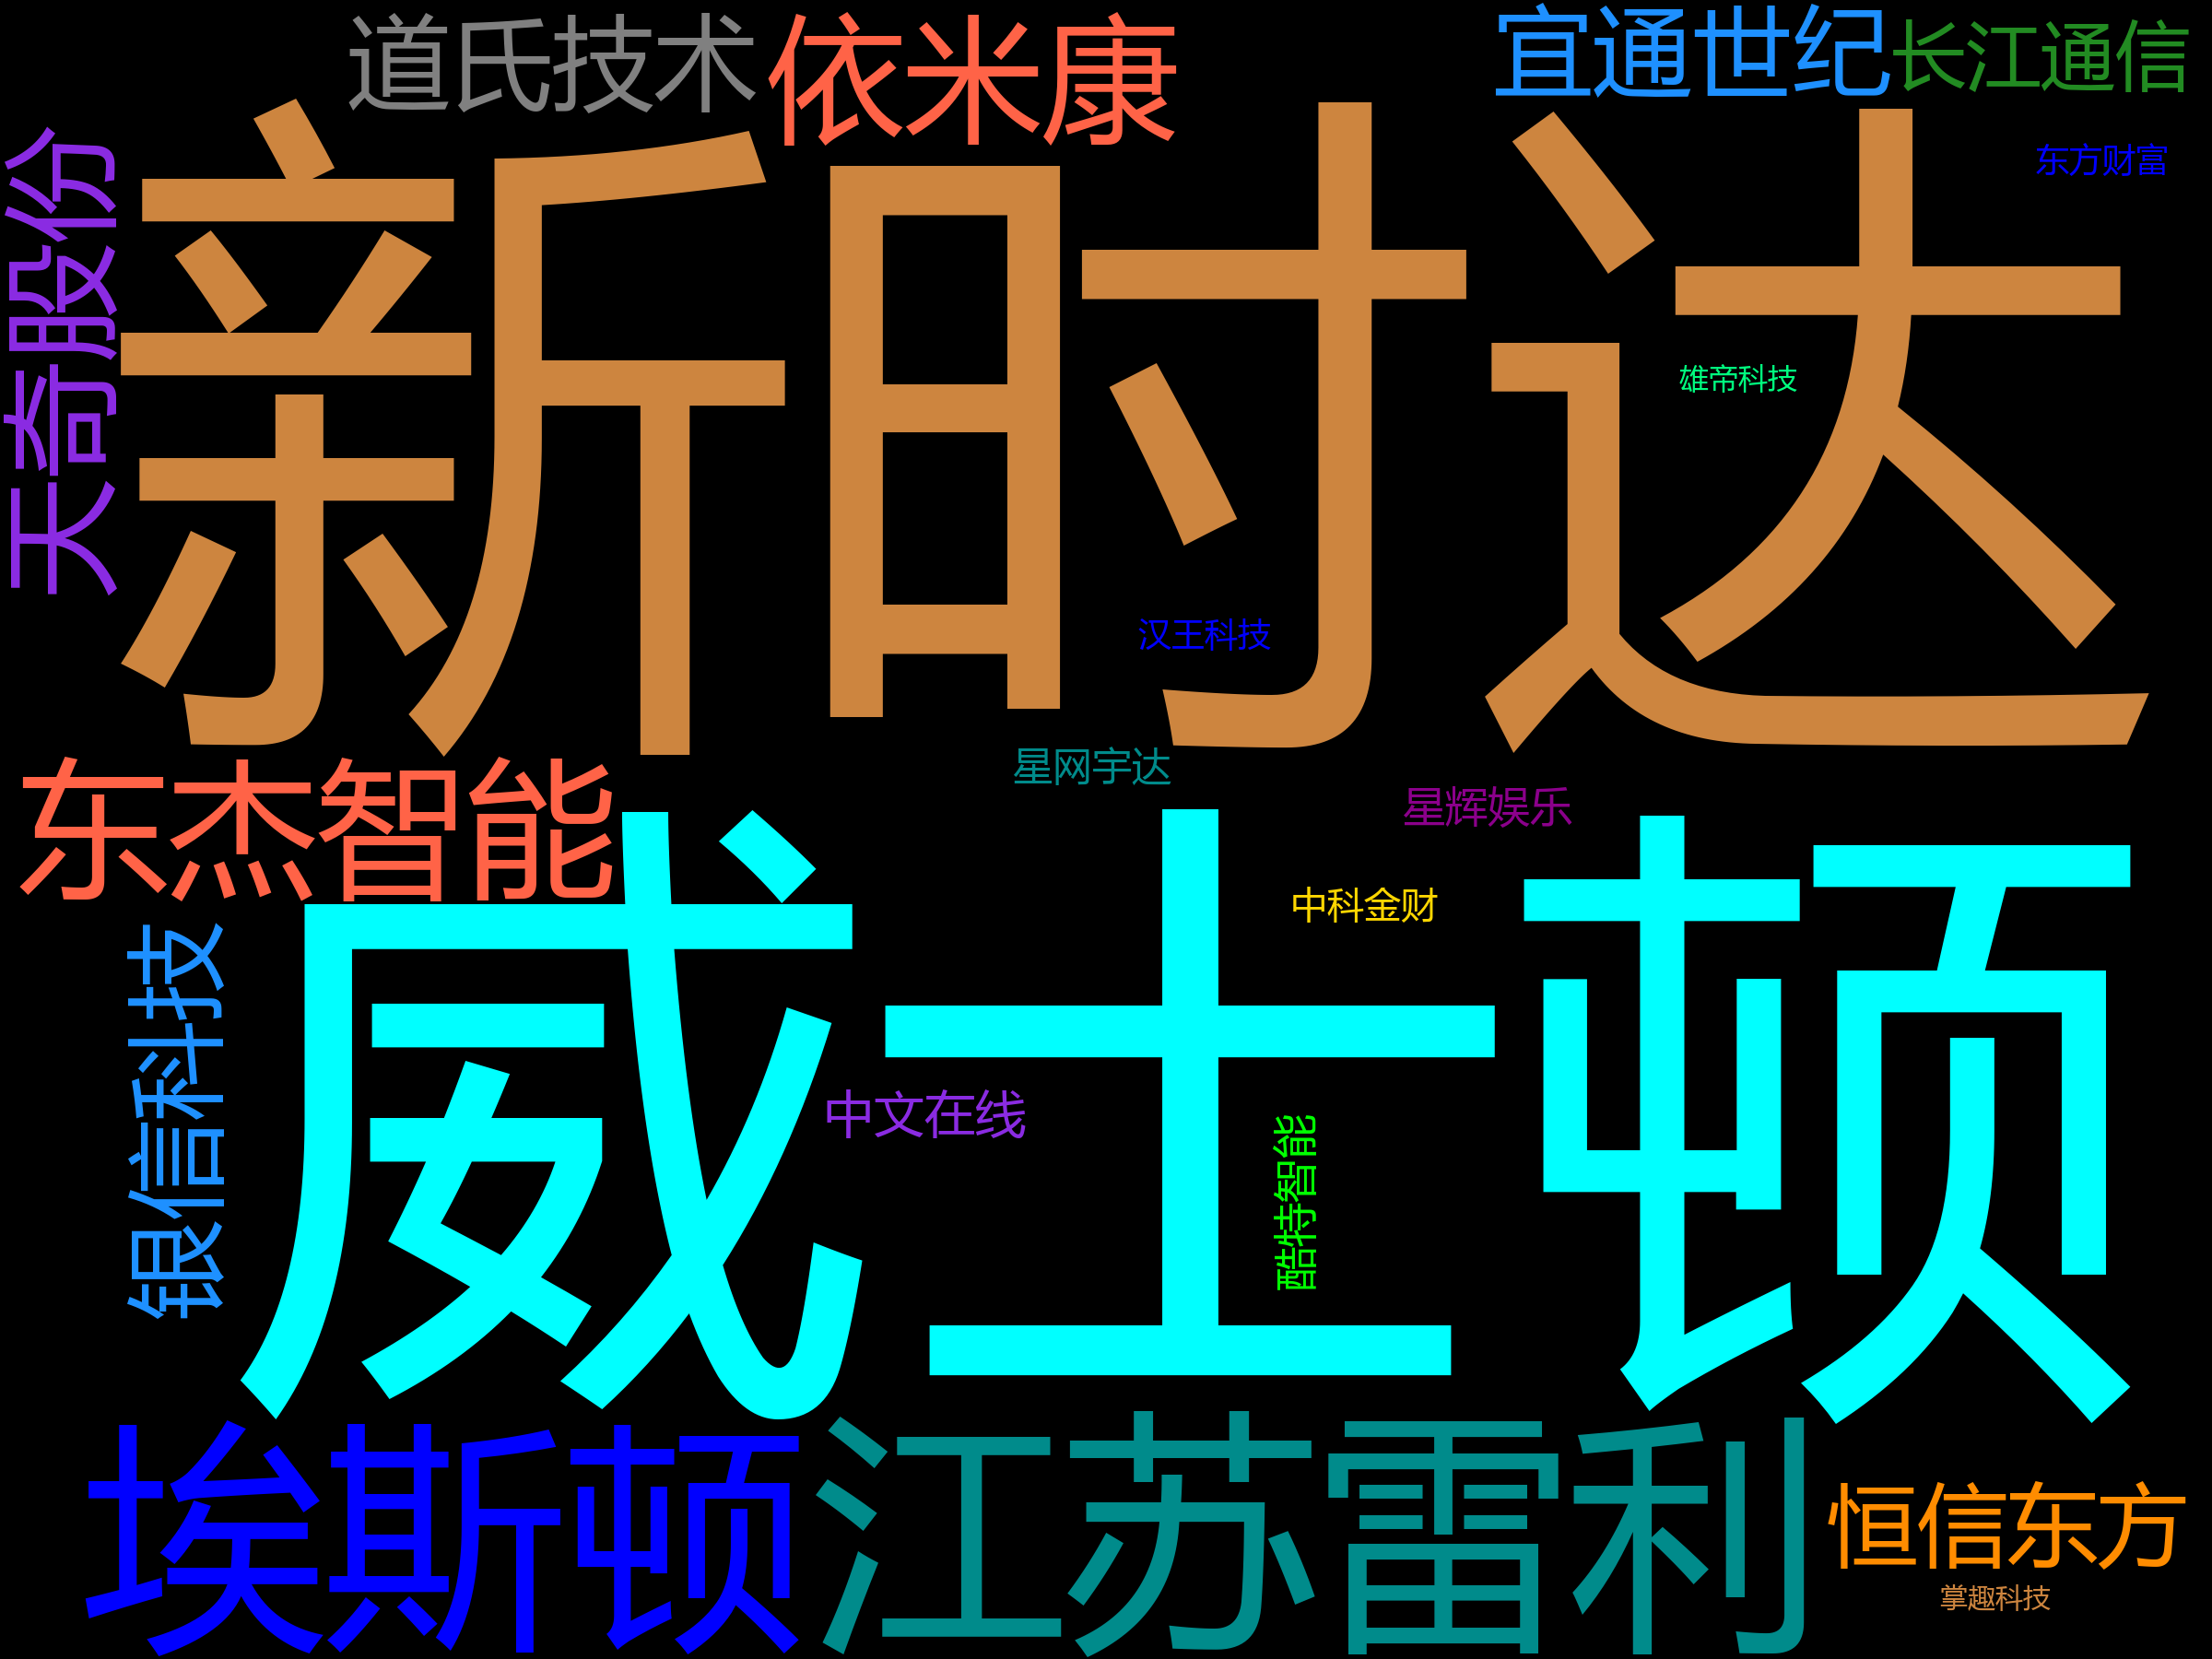 道氏技术
依米康
宜通世纪
长江通信
东方财富
天奇股份
新时达
雄帝科技
汉王科技
星网宇达
东杰智能
星辉娱乐
中科金财
威士顿
银信科技
中文在线
酷特智能
埃斯顿
江苏雷利
恒信东方
掌趣科技